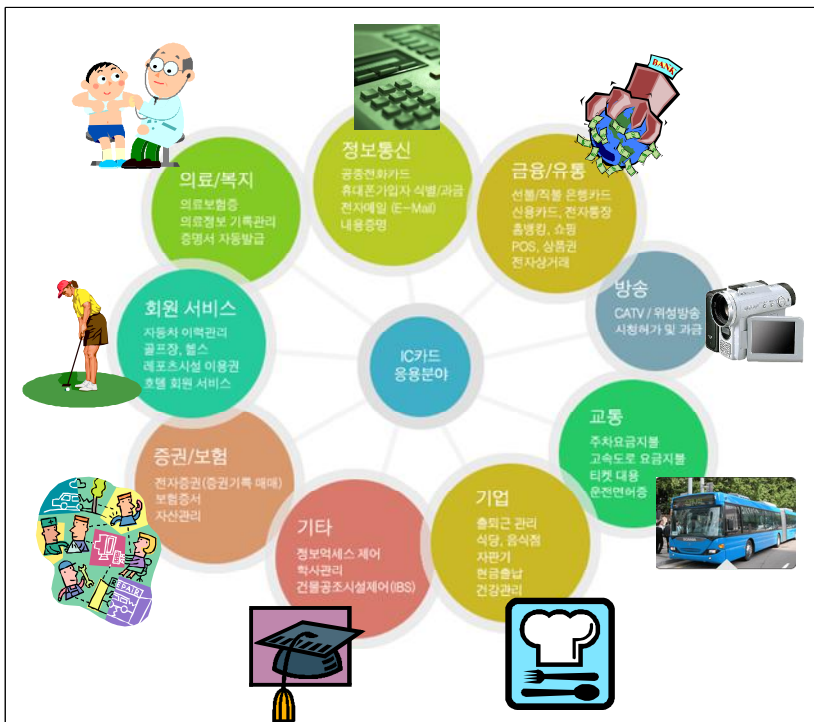 BANK
정보통신
공중전화카드
휴대폰가입자 식별/과금
전자메일 (E-Mail)
내용증명
금융/유통
선불/직불 은행카드
신용카드, 전자통장
홈뱅킹, 쇼핑
POS, 상품권
전자상거래
의료/복지
의료보험증
의료정보 기록관리
증명서 자동발급
방송
CATV / 위성방송
시청허가 및 과금
회원 서비스
자동차 이력관리
골프장, 헬스
레포츠시설 이용권
호텔 회원 서비스
IC카드
응용분야
교통
주차요금지불
고속도로 요금지불
티켓 대용
운전면허증
증권/보험
전자증권(증권기록 매매)
보험증서
자산관리
기업
출퇴근 관리
식당, 음식점
자판기
현금출납
건강관리
기타
정보억세스 제어
학사관리
건물공조시설제어(IBS)
REPAIR